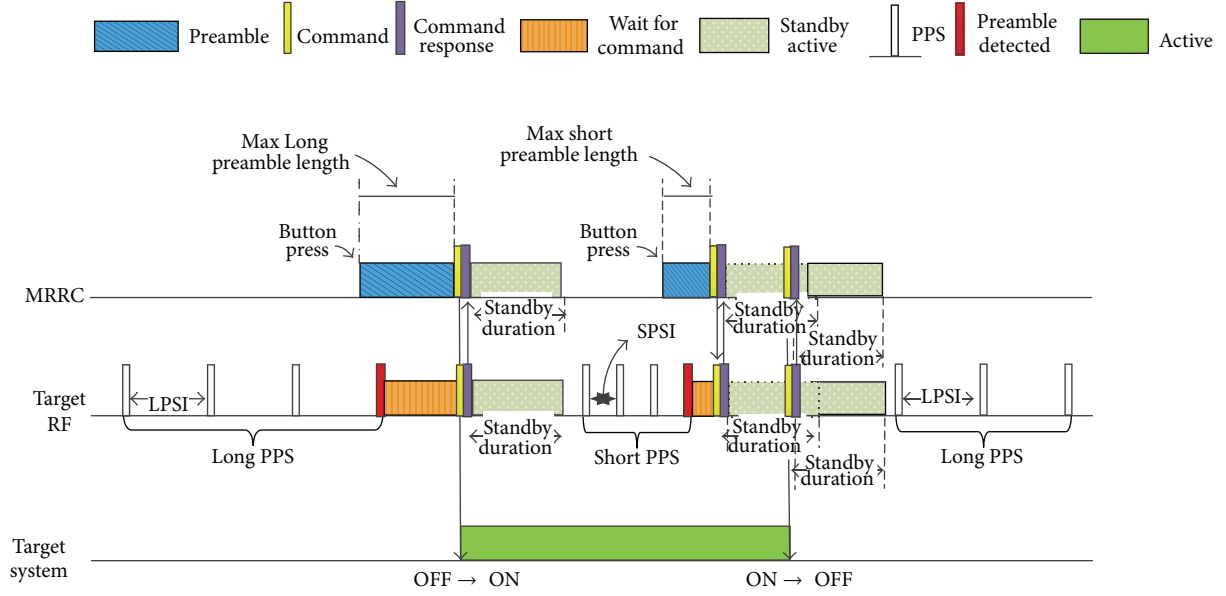 Preamble
Command
Command
response
Wait for
command
Standby
active
PPS
Preamble
detected
Active
Max Long
preamble length
Max short
preamble length
Button
press
Button
press
MRRC
Standby
duration
SPSI
Standby
duration
Standby
duration
Target
RF
LPSI
LPSI
Long PPS
Standby
duration
Short PPS
Standby
duration
Standby
duration
Long PPS
Target
system
OFF → ON
ON → OFF